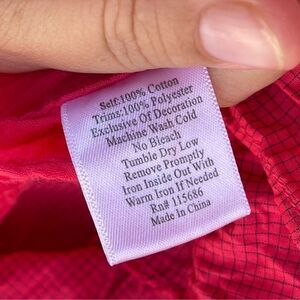 Self:100% Cotton
Trims:100% Polyester
Exclusive Of Decoration
Machine Wash Cold
No Bleach
Tumble Dry Low
Remove Promptly
Iron Inside Out With
Warm Iron If Needed
Rn# 115686
Made In China